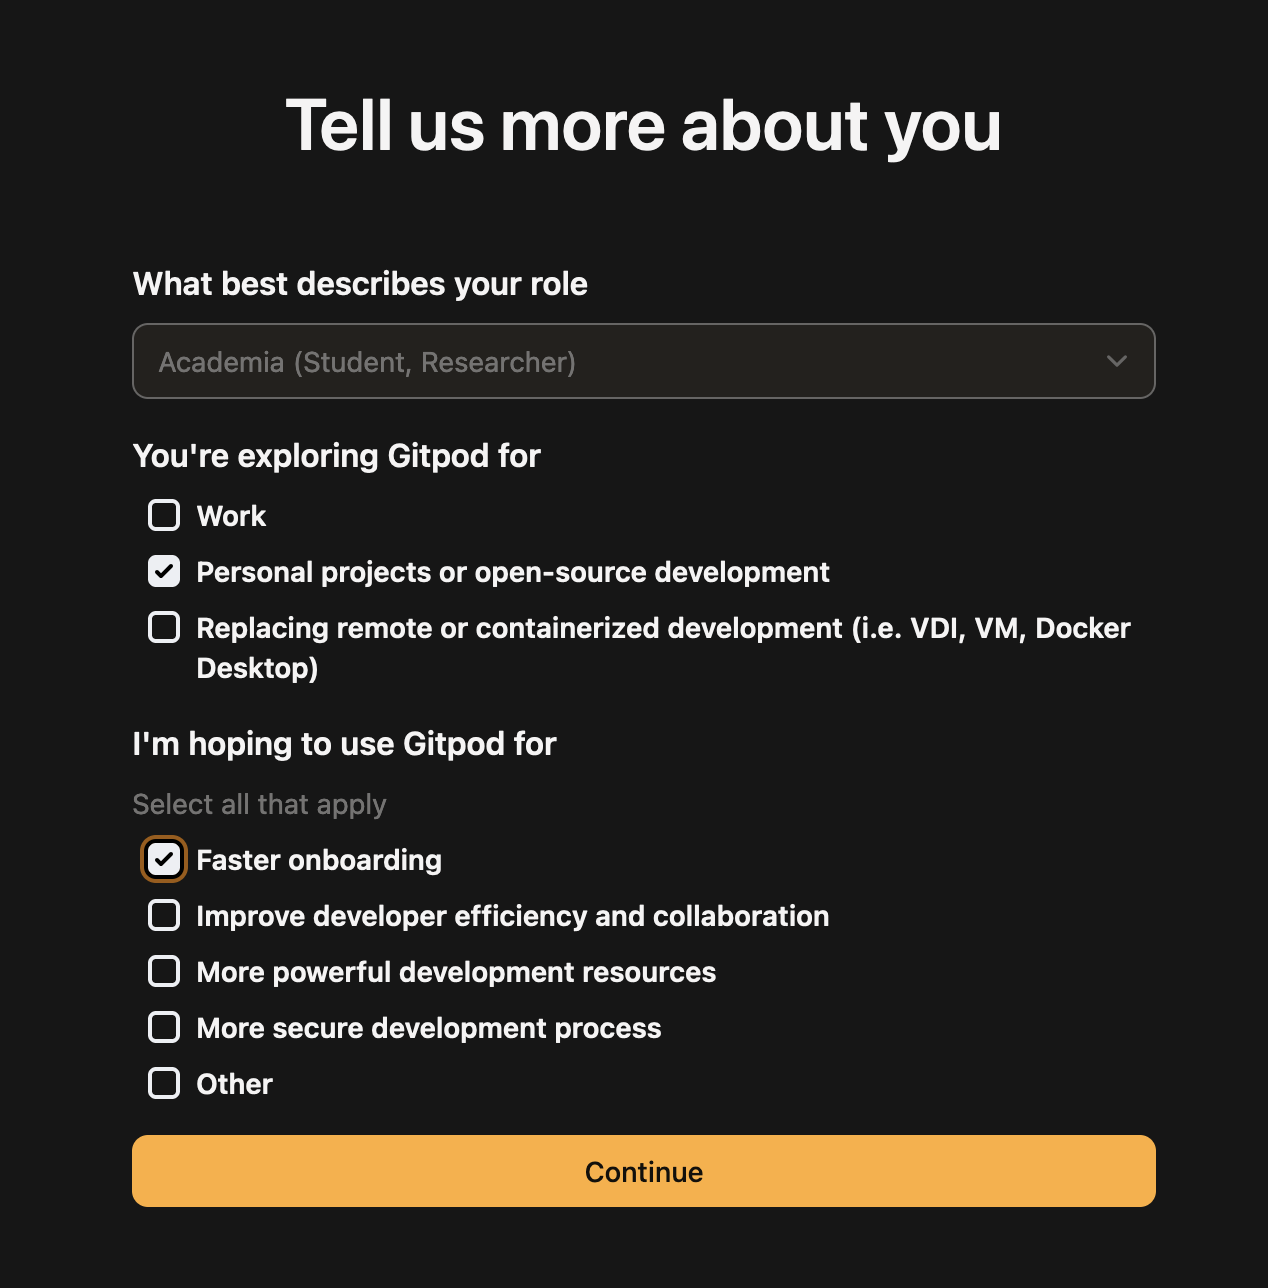 Tell us more about you
What best describes your role
Academia (Student, Researcher)
You're exploring Gitpod for
Work
Personal projects or open-source development
Replacing remote or containerized development (i.e. VDI, VM, Docker
Desktop)
I'm hoping to use Gitpod for
Select all that apply
Faster onboarding
Improve developer efficiency and collaboration
More powerful development resources
More secure development process
Other
Continue